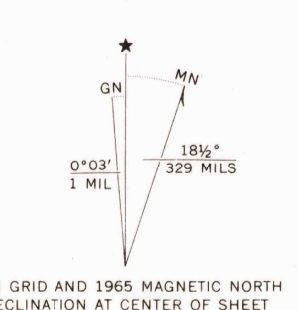 ★
GN
MN
0°03′
1 MIL
18½°
329 MILS
GRID AND 1965 MAGNETIC NORTH
ECLINATION AT CENTER OF SHEET